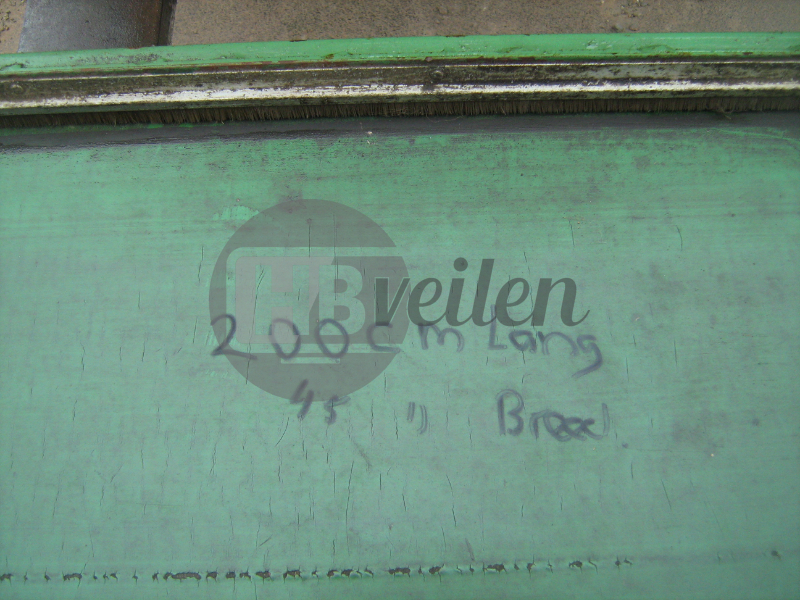 HBveilen
200 cm Lang
45 " Breed.